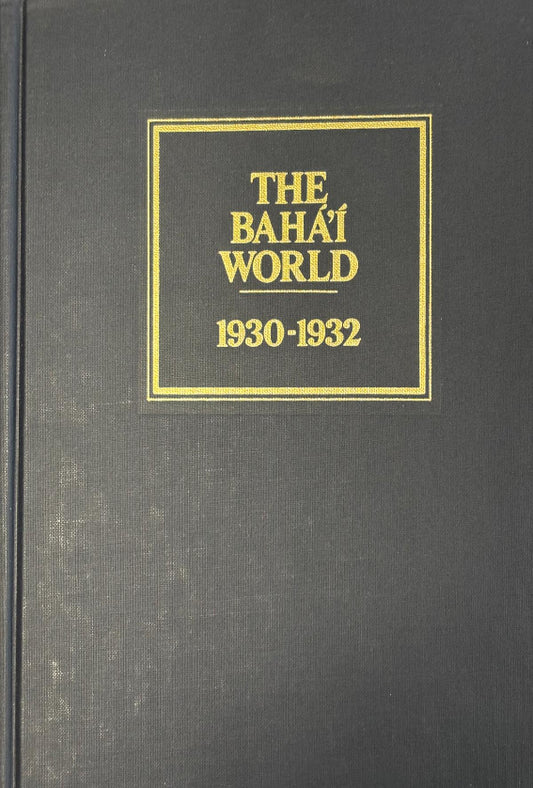 THE
BAHÁ'Í
WORLD
1930-1932